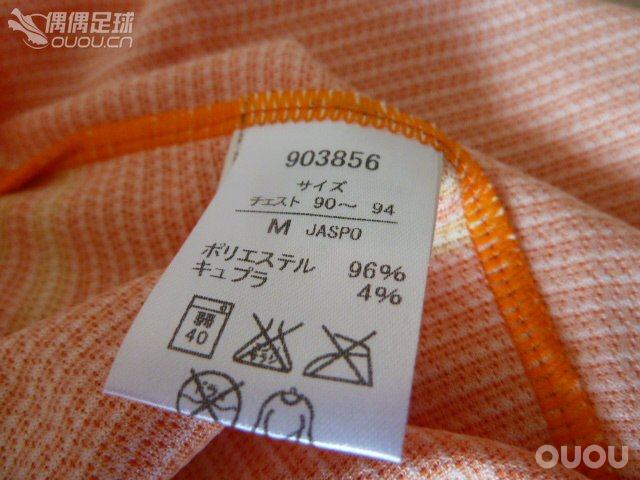 偶偶足球
OUOU.CN
903856
サイズ
チェスト 90〜 94
M JASPO
ポリエステル 96%
キュプラ 4%
40
OUOU